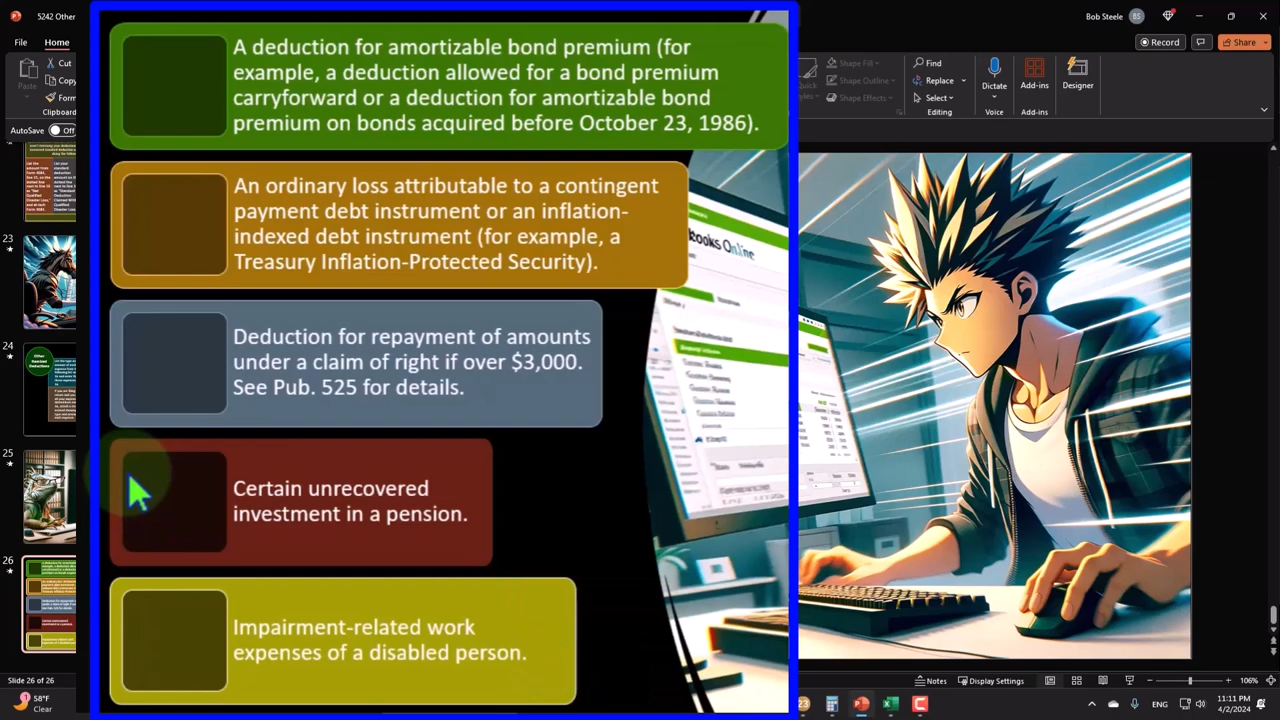 5242 Other
Bob Steele
BS
File
Home
Record
Share
Cut
Copy
Paste
Form
Clipboard
AutoSave
Off
Shape Fill
Shape Outline
Shape Effects
Find
Replace
Select
Editing
Dictate
Voice
Add-ins
Add-ins
Designer
A deduction for amortizable bond premium (for
example, a deduction allowed for a bond premium
carryforward or a deduction for amortizable bond
premium on bonds acquired before October 23, 1986).
An ordinary loss attributable to a contingent
payment debt instrument or an inflation-
indexed debt instrument (for example, a
Treasury Inflation-Protected Security).
Deduction for repayment of amounts
under a claim of right if over $3,000.
See Pub. 525 for details.
Certain unrecovered
investment in a pension.
Impairment-related work
expenses of a disabled person.
24
25
26
Other
Itemized
Deductions
Slide 26 of 26
Notes
Display Settings
106%
1
58°F
Clear
23
ENG
11:11 PM
4/2/2024